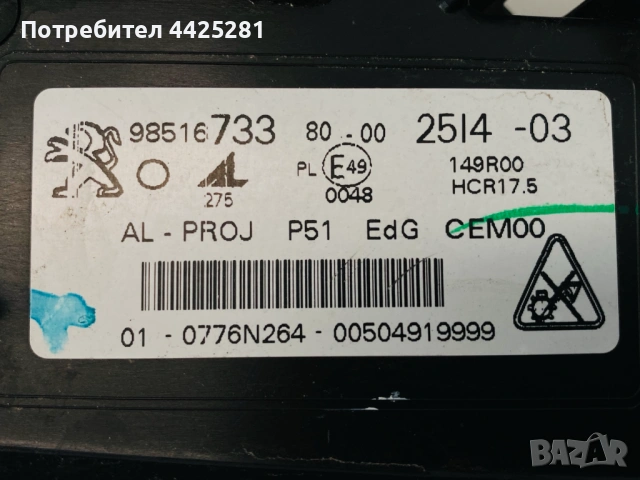 Потребител 4425281
98516733 80-00 25I4-03
PL E49 149R00
275 0048 HCR17.5
AL-PROJ P51 EdG CEM00
01-0776N264-00504919999
BAZAR